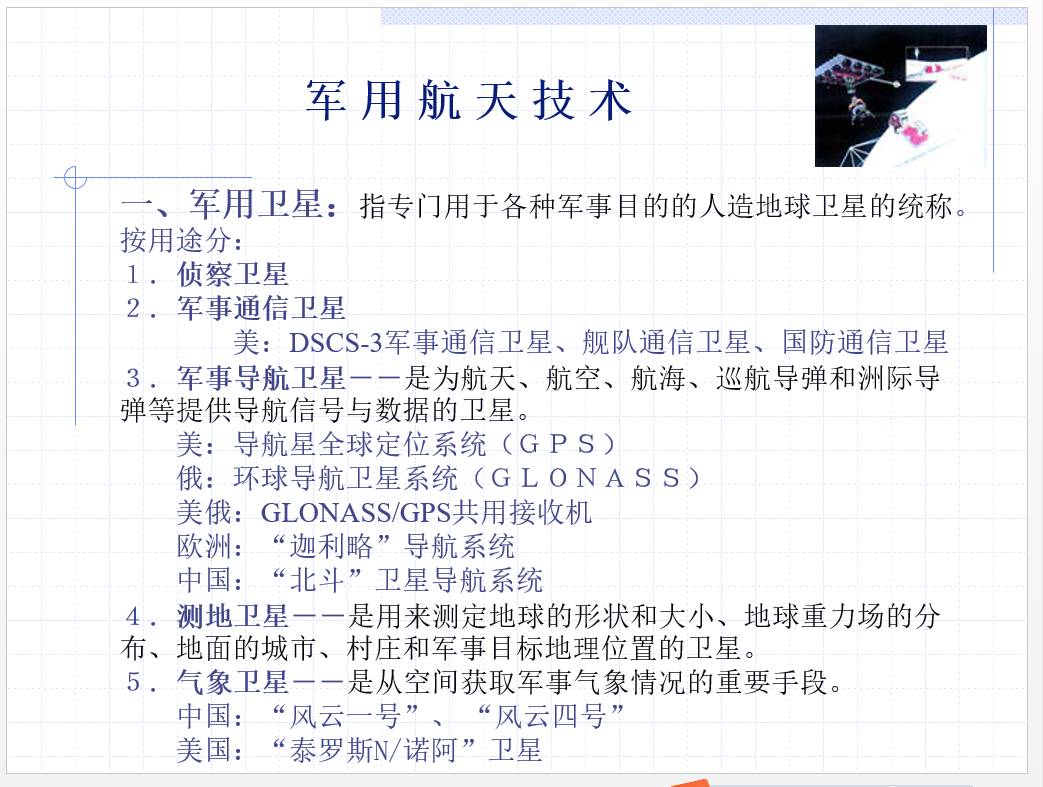 军用航天技术
一、军用卫星：指专门用于各种军事目的的人造地球卫星的统称。
按用途分：
１．侦察卫星
２．军事通信卫星
美：DSCS-3军事通信卫星、舰队通信卫星、国防通信卫星
３．军事导航卫星－－是为航天、航空、航海、巡航导弹和洲际导
弹等提供导航信号与数据的卫星。
美：导航星全球定位系统（ＧＰＳ）
俄：环球导航卫星系统（ＧＬＯＮＡＳＳ）
美俄：GLONASS/GPS共用接收机
欧洲：“迦利略”导航系统
中国：“北斗”卫星导航系统
４．测地卫星－－是用来测定地球的形状和大小、地球重力场的分
布、地面的城市、村庄和军事目标地理位置的卫星。
５．气象卫星－－是从空间获取军事气象情况的重要手段。
中国：“风云一号”、“风云四号”
美国：“泰罗斯N/诺阿”卫星